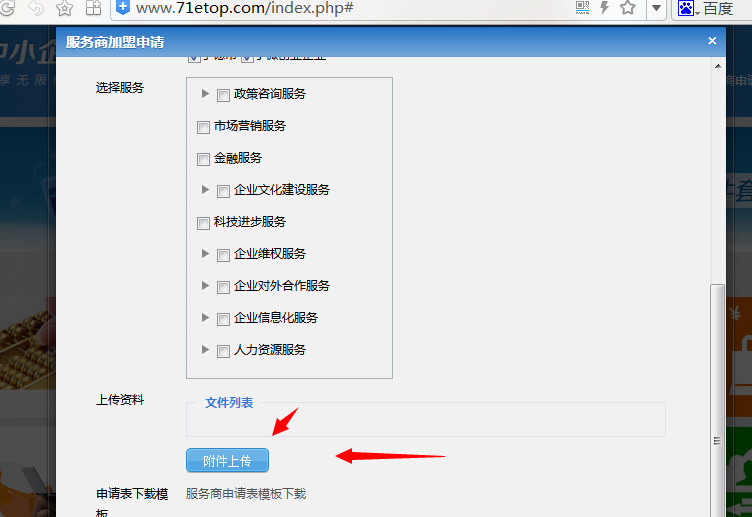 www.71etop.com/index.php#
百度
服务商加盟申请
选择服务
政策咨询服务
市场营销服务
金融服务
企业文化建设服务
科技进步服务
企业维权服务
企业对外合作服务
企业信息化服务
人力资源服务
上传资料
文件列表
附件上传
申请表下载模
板
服务商申请表模板下载